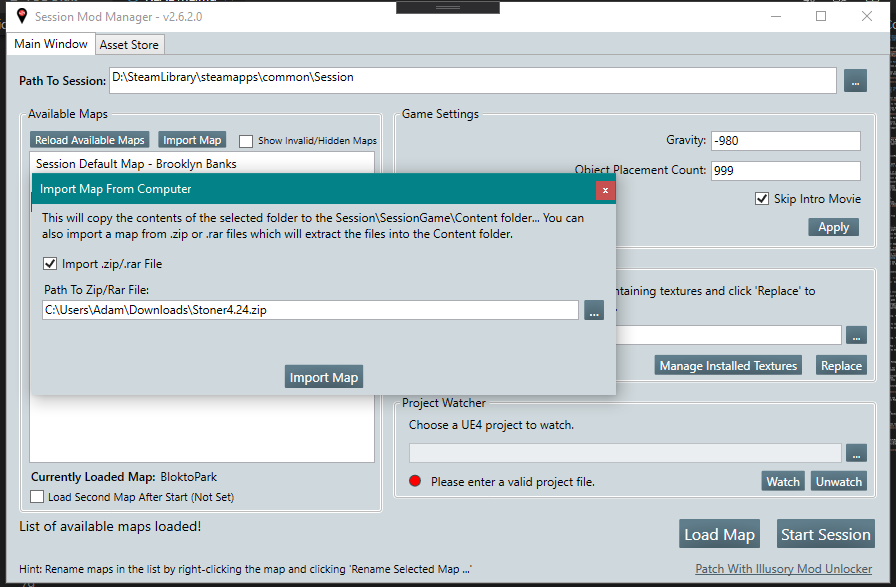 Session Mod Manager - v2.6.2.0
Main Window
Asset Store
Path To Session:
D:\SteamLibrary\steamapps\common\Session
...
Available Maps
Reload Available Maps
Import Map
Show Invalid/Hidden Maps
Session Default Map - Brooklyn Banks
Game Settings
Gravity:
-980
Object Placement Count:
999
Skip Intro Movie
Apply
Import Map From Computer
x
This will copy the contents of the selected folder to the Session\SessionGame\Content folder... You can
also import a map from .zip or .rar files which will extract the files into the Content folder.
Import .zip/.rar File
Path To Zip/Rar File:
C:\Users\Adam\Downloads\Stoner4.24.zip
...
Import Map
ntaining textures and click 'Replace' to
...
Manage Installed Textures
Replace
Project Watcher
Choose a UE4 project to watch.
...
Please enter a valid project file.
Watch
Unwatch
Currently Loaded Map: BloktoPark
Load Second Map After Start (Not Set)
List of available maps loaded!
Load Map
Start Session
Hint: Rename maps in the list by right-clicking the map and clicking 'Rename Selected Map ...'
Patch With Illusory Mod Unlocker